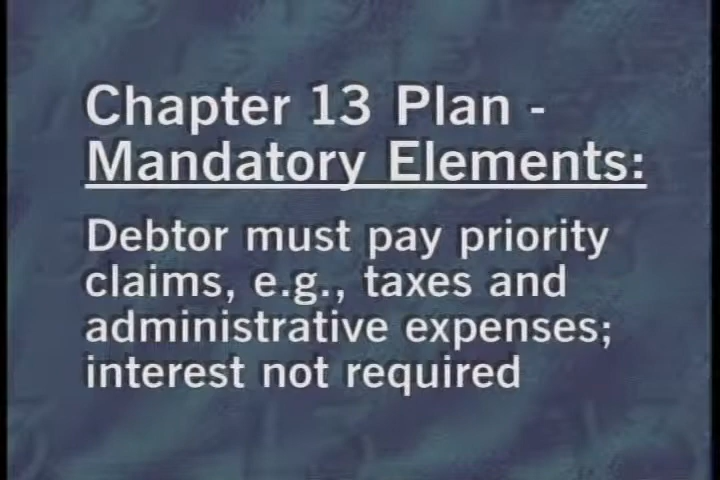 Chapter 13 Plan -
Mandatory Elements:
Debtor must pay priority
claims, e.g., taxes and
administrative expenses;
interest not required